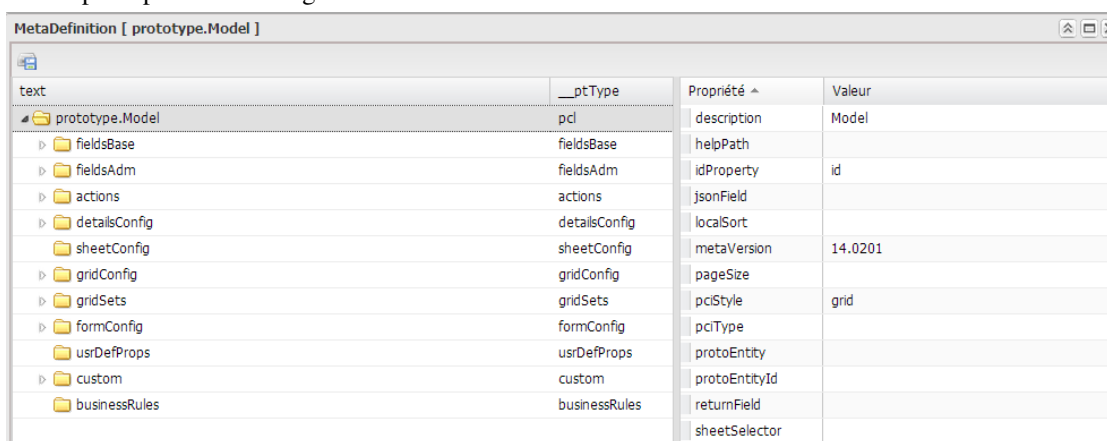 MetaDefinition [ prototype.Model ]
text __ptType Propriété Valeur
prototype.Model pcl description Model
fieldsBase fieldsBase helpPath
fieldsAdm fieldsAdm idProperty id
actions actions jsonField
detailsConfig detailsConfig localSort
sheetConfig sheetConfig metaVersion 14.0201
gridConfig gridConfig pageSize
gridSets gridSets pciStyle grid
formConfig formConfig pciType
usrDefProps usrDefProps protoEntity
custom custom protoEntityId
businessRules businessRules returnField
sheetSelector